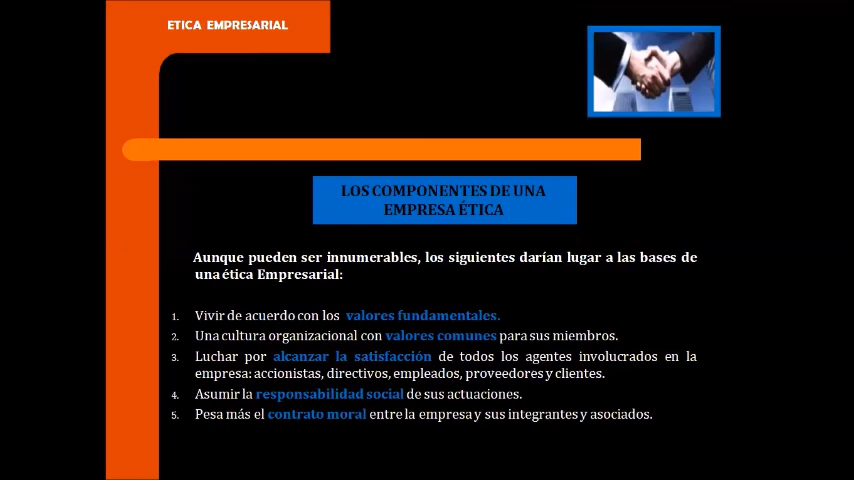 ETICA EMPRESARIAL
LOS COMPONENTES DE UNA
EMPRESA ÉTICA
Aunque pueden ser innumerables, los siguientes darían lugar a las bases de
una ética Empresarial:
1. Vivir de acuerdo con los valores fundamentales.
2. Una cultura organizacional con valores comunes para sus miembros.
3. Luchar por alcanzar la satisfacción de todos los agentes involucrados en la
empresa: accionistas, directivos, empleados, proveedores y clientes.
4. Asumir la responsabilidad social de sus actuaciones.
5. Pesa más el contrato moral entre la empresa y sus integrantes y asociados.